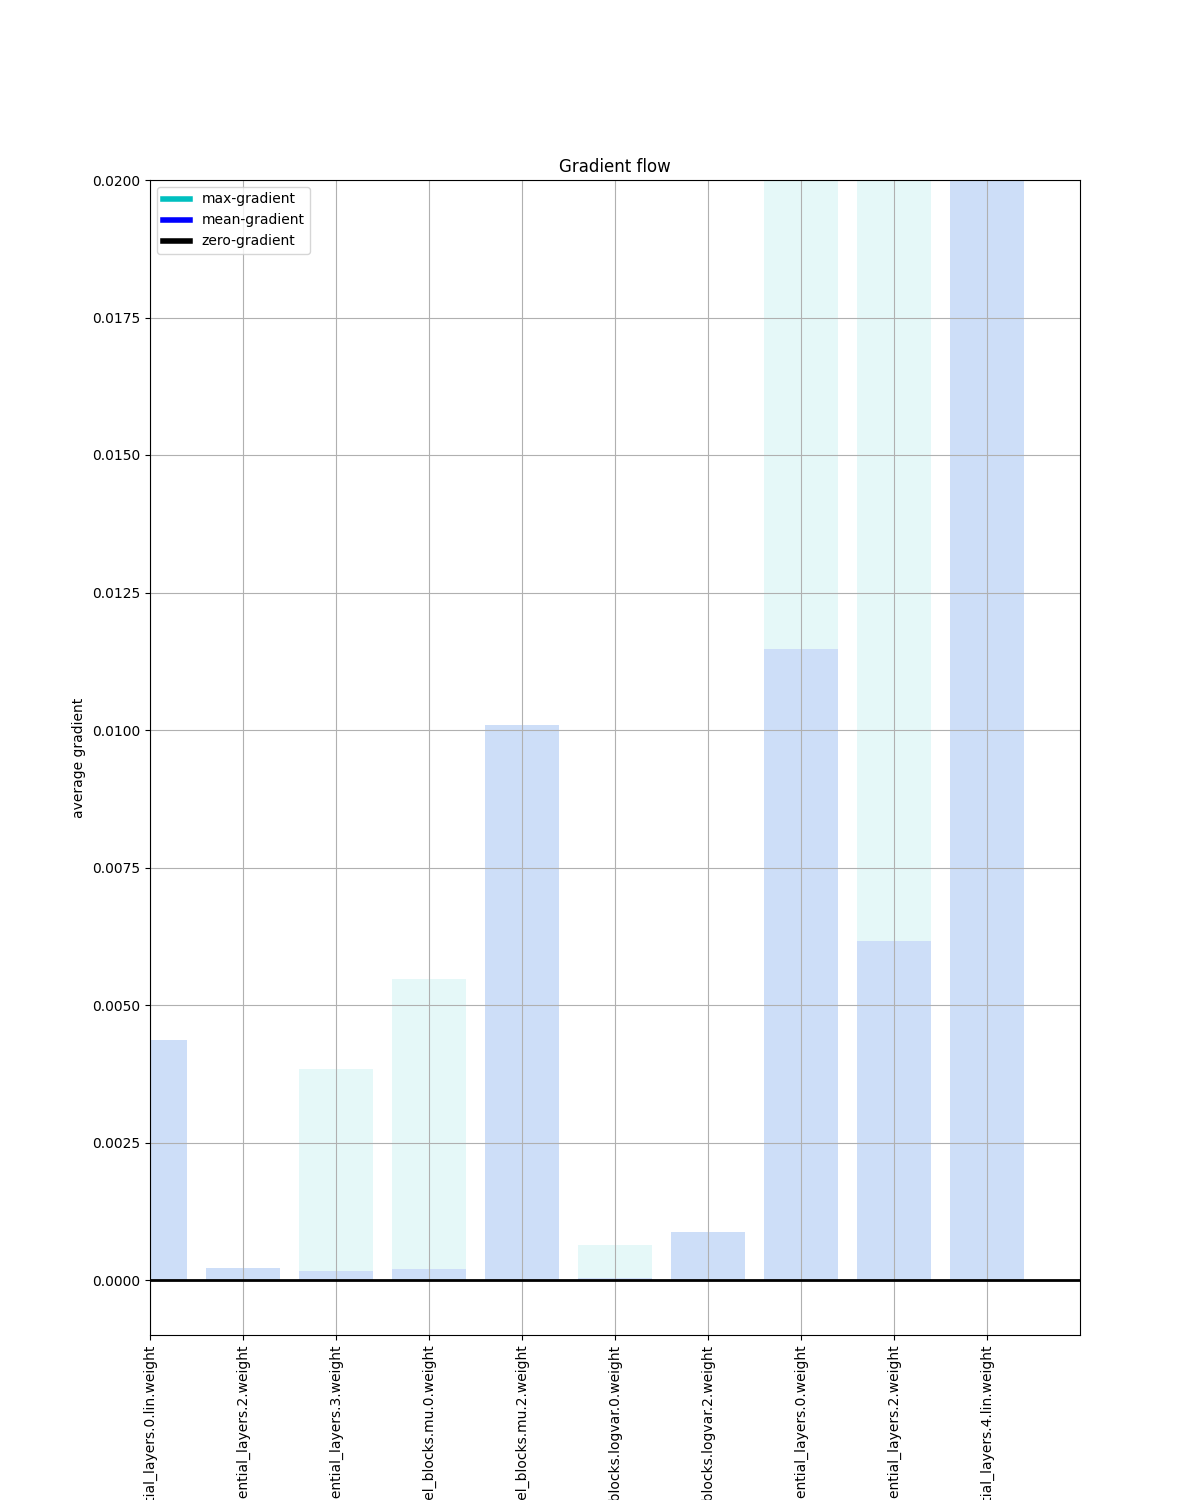 Gradient flow
max-gradient
mean-gradient
zero-gradient
average gradient
0.0200
0.0175
0.0150
0.0125
0.0100
0.0075
0.0050
0.0025
0.0000
tial_layers.0.lin.weight
ential_layers.2.weight
ential_layers.3.weight
el_blocks.mu.0.weight
el_blocks.mu.2.weight
blocks.logvar.0.weight
blocks.logvar.2.weight
ential_layers.0.weight
ential_layers.2.weight
tial_layers.4.lin.weight